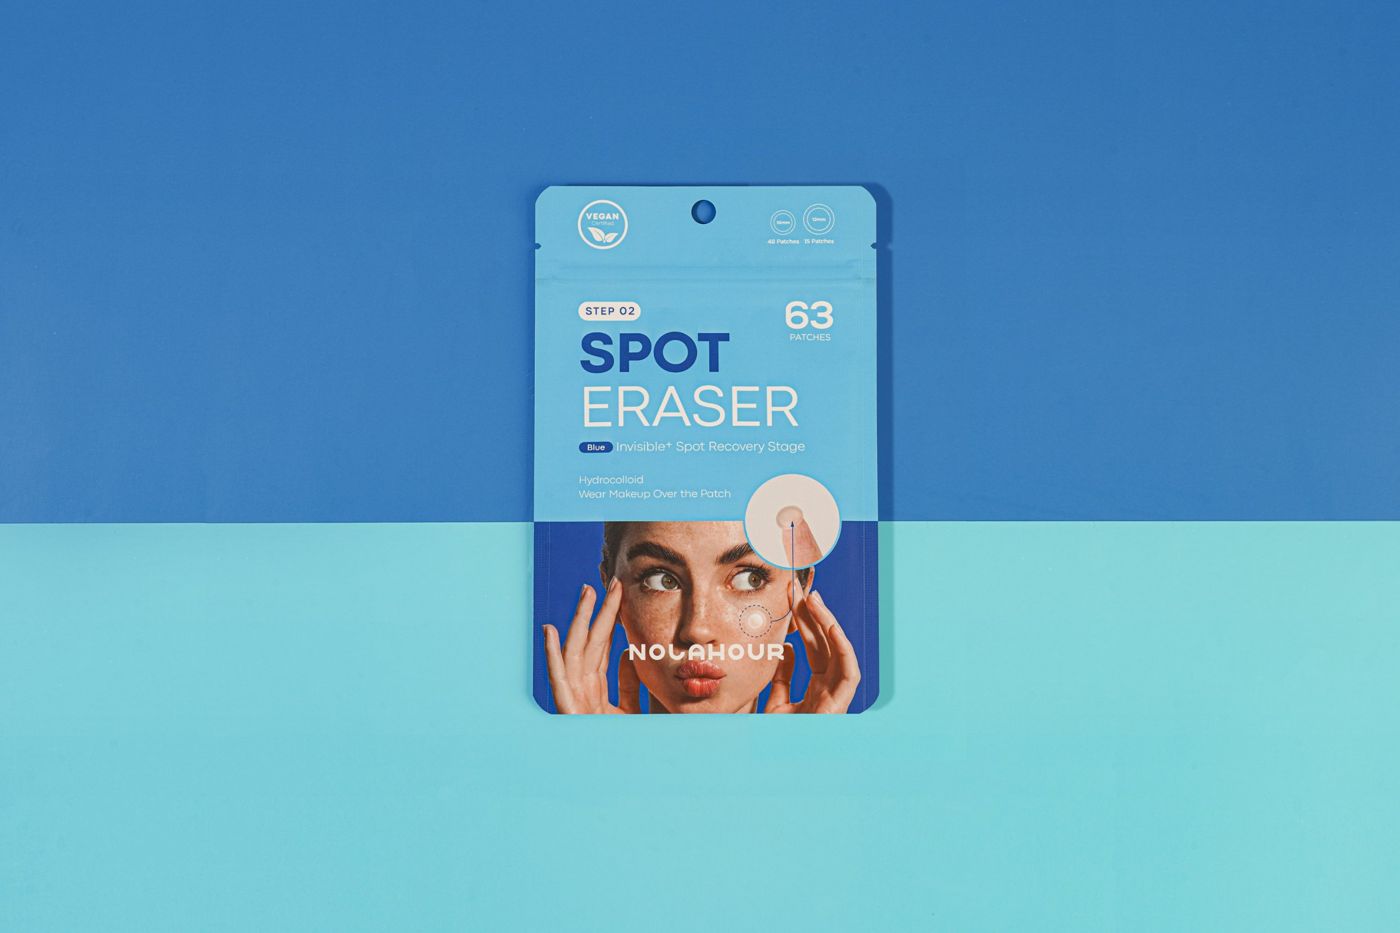 VEGAN
Certified
10mm
12mm
48 Patches
15 Patches
STEP 02
63
PATCHES
SPOT
ERASER
Blue Invisible⁺ Spot Recovery Stage
Hydrocolloid
Wear Makeup Over the Patch
NOLAHOUR